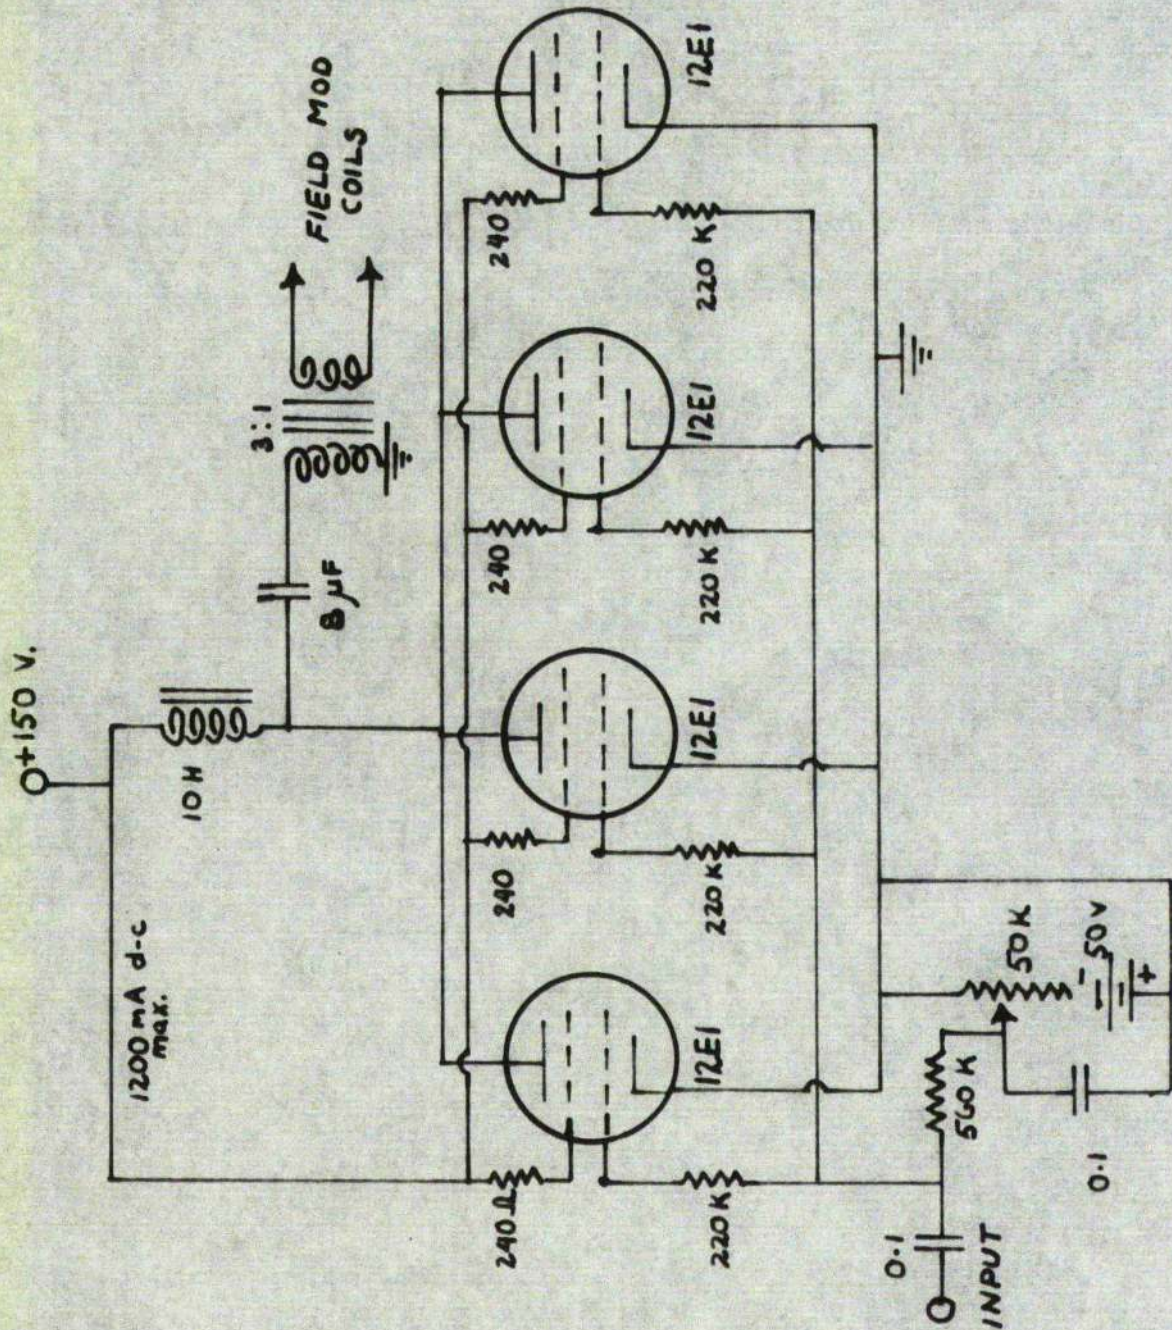 +150 V.
1200 mA d-c
max.
10 H
8 µF
3:1
FIELD MOD
COILS
240 Ω
240
240
240
12E1
12E1
12E1
12E1
220 K
220 K
220 K
220 K
0.1
INPUT
560 K
50 K
- 50 V
+
0.1